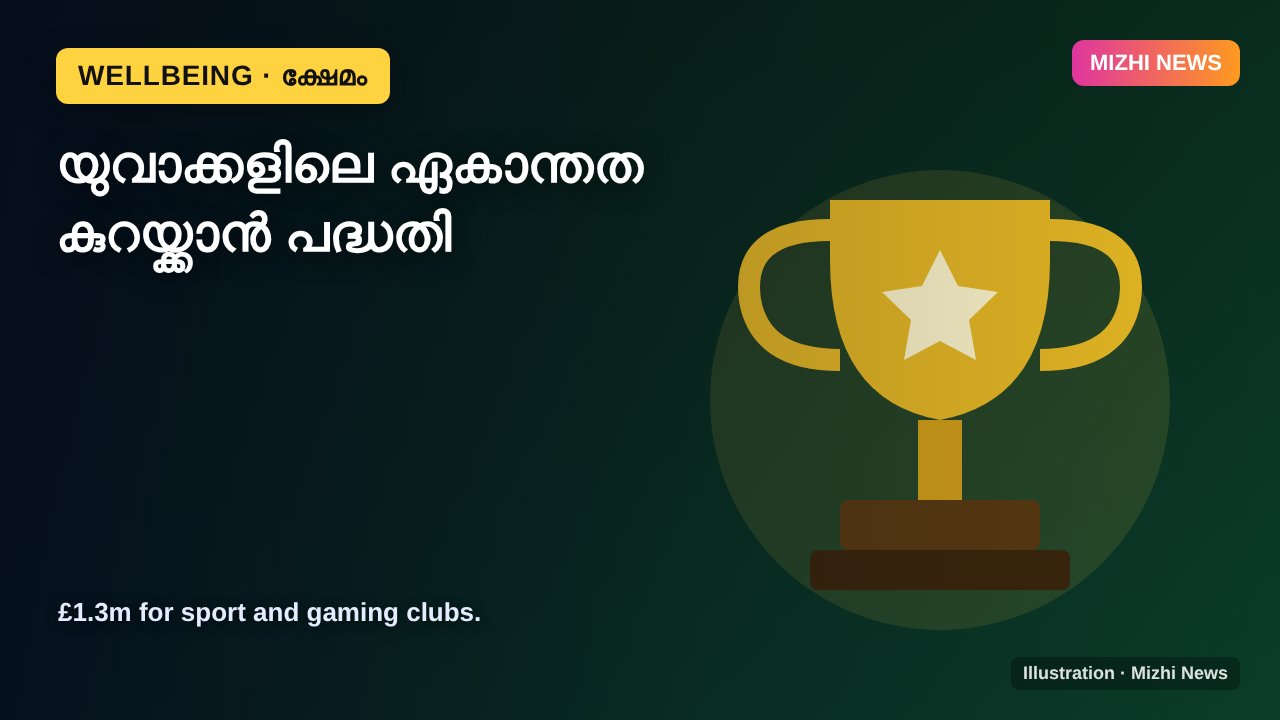 WELLBEING · ക്ഷേമം
MIZHI NEWS
യുവാക്കളിലെ ഏകാന്തത
കുറയ്ക്കാൻ പദ്ധതി
£1.3m for sport and gaming clubs.
Illustration · Mizhi News